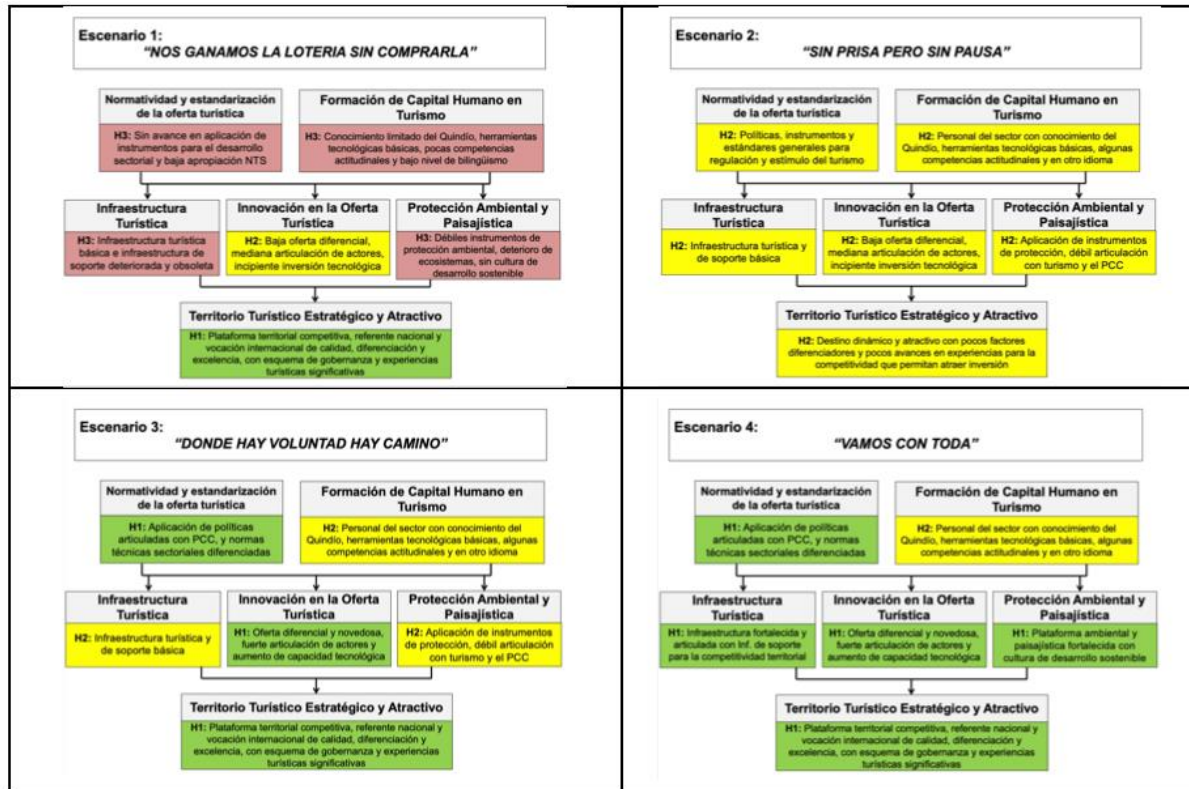 Escenario 1:
"NOS GANAMOS LA LOTERIA SIN COMPRARLA"
Normatividad y estandarización
de la oferta turística
H3: Sin avance en aplicación de
instrumentos para el desarrollo
sectorial y baja apropiación NTS
Formación de Capital Humano en
Turismo
H3: Conocimiento limitado del Quindío, herramientas
tecnológicas básicas, pocas competencias
actitudinales y bajo nivel de bilingüismo
Infraestructura
Turística
H3: Infraestructura turística
básica e infraestructura de
soporte deteriorada y obsoleta
Innovación en la Oferta
Turística
H2: Baja oferta diferencial,
mediana articulación de actores,
incipiente inversión tecnológica
Protección Ambiental y
Paisajística
H3: Débiles instrumentos de
protección ambiental, deterioro de
ecosistemas, sin cultura de
desarrollo sostenible
Territorio Turístico Estratégico y Atractivo
H1: Plataforma territorial competitiva, referente nacional y
vocación internacional de calidad, diferenciación y
excelencia, con esquema de gobernanza y experiencias
turísticas significativas
Escenario 2:
"SIN PRISA PERO SIN PAUSA"
Normatividad y estandarización
de la oferta turística
H2: Políticas, instrumentos y
estándares generales para
regulación y estímulo del turismo
Formación de Capital Humano en
Turismo
H2: Personal del sector con conocimiento del
Quindío, herramientas tecnológicas básicas, algunas
competencias actitudinales y en otro idioma
Infraestructura
Turística
H2: Infraestructura turística y
de soporte básica
Innovación en la Oferta
Turística
H2: Baja oferta diferencial,
mediana articulación de actores,
incipiente inversión tecnológica
Protección Ambiental y
Paisajística
H2: Aplicación de instrumentos
de protección, débil articulación
con turismo y el PCC
Territorio Turístico Estratégico y Atractivo
H2: Destino dinámico y atractivo con pocos factores
diferenciadores y pocos avances en experiencias para la
competitividad que permitan atraer inversión
Escenario 3:
"DONDE HAY VOLUNTAD HAY CAMINO"
Normatividad y estandarización
de la oferta turística
H1: Aplicación de políticas
articuladas con PCC, y normas
técnicas sectoriales diferenciadas
Formación de Capital Humano en
Turismo
H2: Personal del sector con conocimiento del
Quindío, herramientas tecnológicas básicas, algunas
competencias actitudinales y en otro idioma
Infraestructura
Turística
H2: Infraestructura turística y
de soporte básica
Innovación en la Oferta
Turística
H1: Oferta diferencial y novedosa,
fuerte articulación de actores y
aumento de capacidad tecnológica
Protección Ambiental y
Paisajística
H2: Aplicación de instrumentos
de protección, débil articulación
con turismo y el PCC
Territorio Turístico Estratégico y Atractivo
H1: Plataforma territorial competitiva, referente nacional y
vocación internacional de calidad, diferenciación y
excelencia, con esquema de gobernanza y experiencias
turísticas significativas
Escenario 4:
"VAMOS CON TODA"
Normatividad y estandarización
de la oferta turística
H1: Aplicación de políticas
articuladas con PCC, y normas
técnicas sectoriales diferenciadas
Formación de Capital Humano en
Turismo
H2: Personal del sector con conocimiento del
Quindío, herramientas tecnológicas básicas, algunas
competencias actitudinales y en otro idioma
Infraestructura
Turística
H1: Infraestructura fortalecida y
articulada con Inf. de soporte
para la competitividad territorial
Innovación en la Oferta
Turística
H1: Oferta diferencial y novedosa,
fuerte articulación de actores y
aumento de capacidad tecnológica
Protección Ambiental y
Paisajística
H1: Plataforma ambiental y
paisajística fortalecida con
cultura de desarrollo sostenible
Territorio Turístico Estratégico y Atractivo
H1: Plataforma territorial competitiva, referente nacional y
vocación internacional de calidad, diferenciación y
excelencia, con esquema de gobernanza y experiencias
turísticas significativas